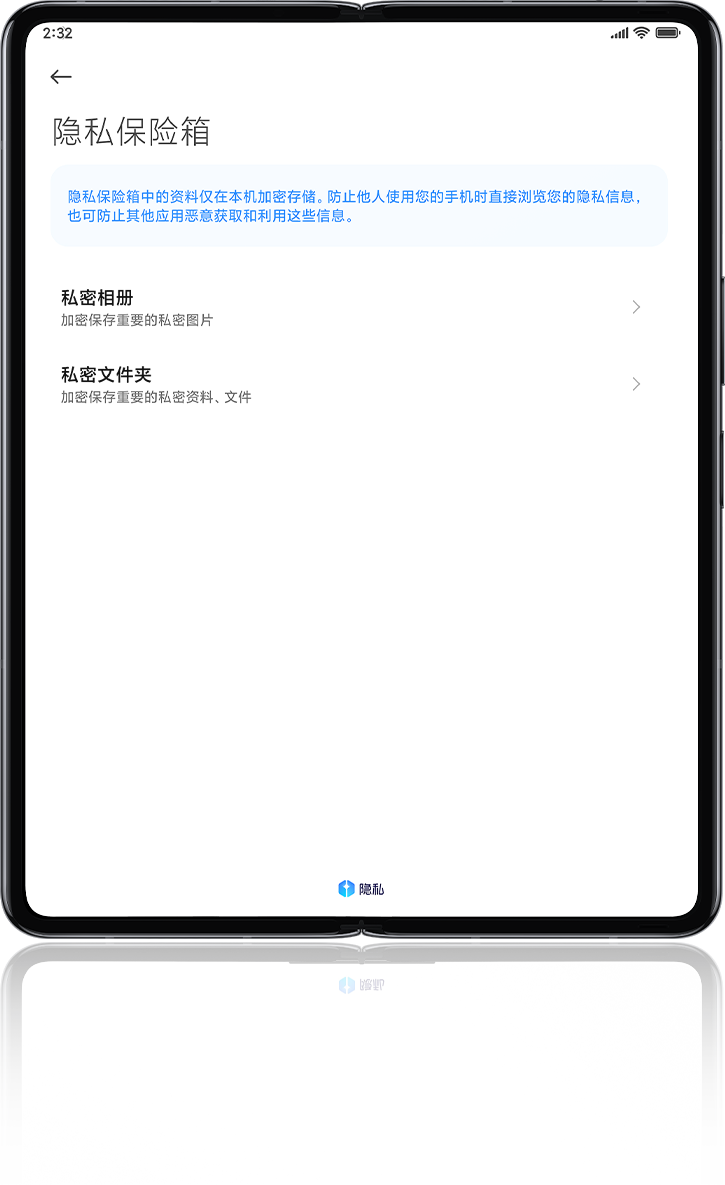 2:32
隐私保险箱
隐私保险箱中的资料仅在本机加密存储。防止他人使用您的手机时直接浏览您的隐私信息，
也可防止其他应用恶意获取和利用这些信息。
私密相册
加密保存重要的私密图片
私密文件夹
加密保存重要的私密资料、文件
隐私